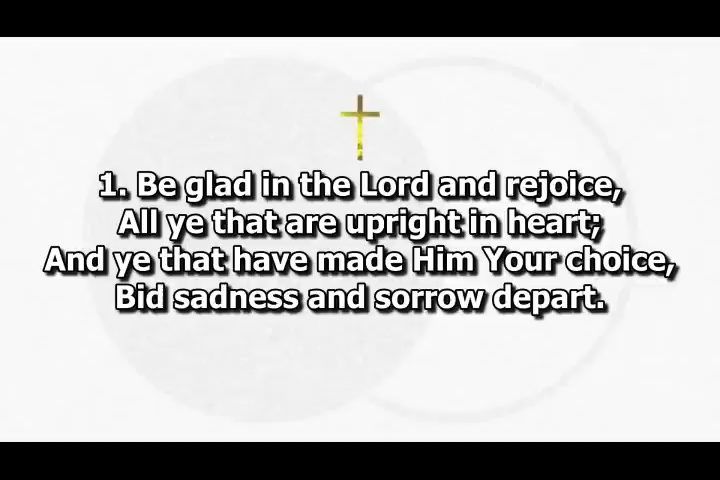 1. Be glad in the Lord and rejoice,
All ye that are upright in heart;
And ye that have made Him Your choice,
Bid sadness and sorrow depart.